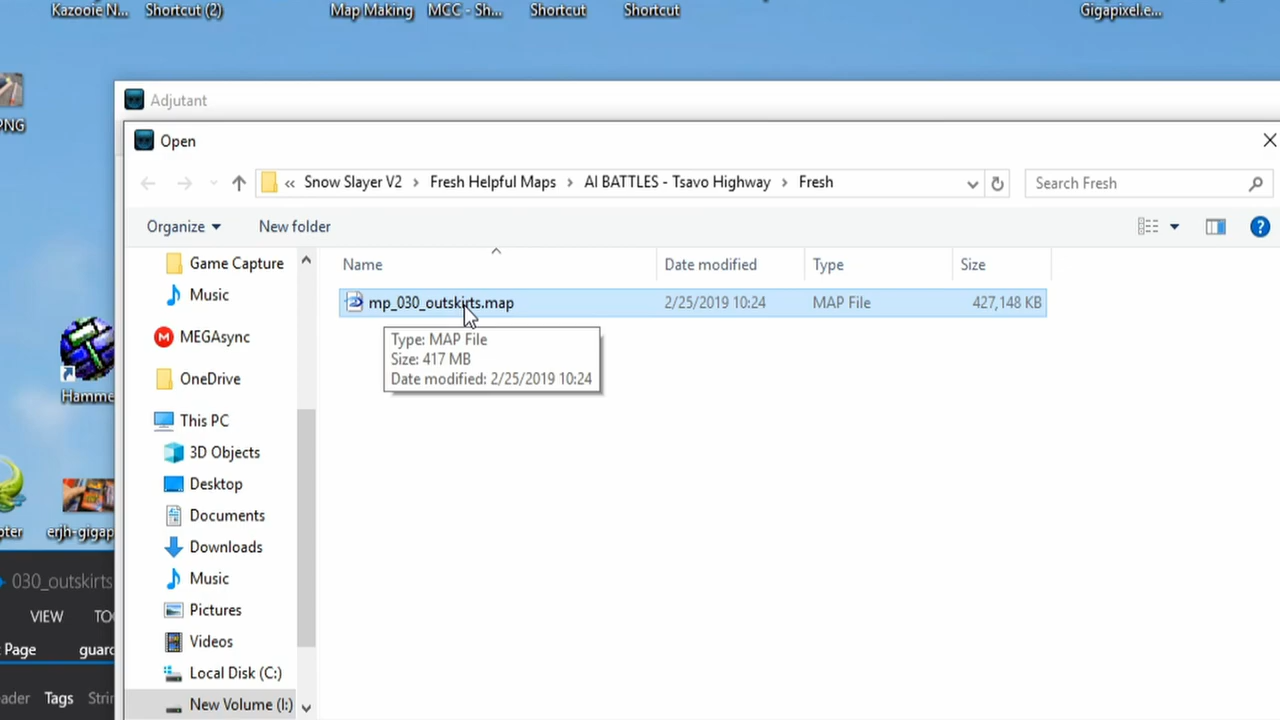 Kazooie N... Shortcut (2) Map Making MCC - Sh... Shortcut Shortcut Gigapixel.e...
Adjutant
PNG
Open
« Snow Slayer V2 > Fresh Helpful Maps > AI BATTLES - Tsavo Highway > Fresh Search Fresh
Organize New folder
Name Date modified Type Size
Game Capture
mp_030_outskirts.map 2/25/2019 10:24 MAP File 427,148 KB
Music
MEGAsync
Type: MAP File
Size: 417 MB
Date modified: 2/25/2019 10:24
OneDrive
Hamme
This PC
3D Objects
Desktop
Documents
pter erjh-gigap
Downloads
030_outskirts
Music
VIEW TOO
Pictures
Page guard
Videos
Local Disk (C:)
ader Tags Stri
New Volume (I:)